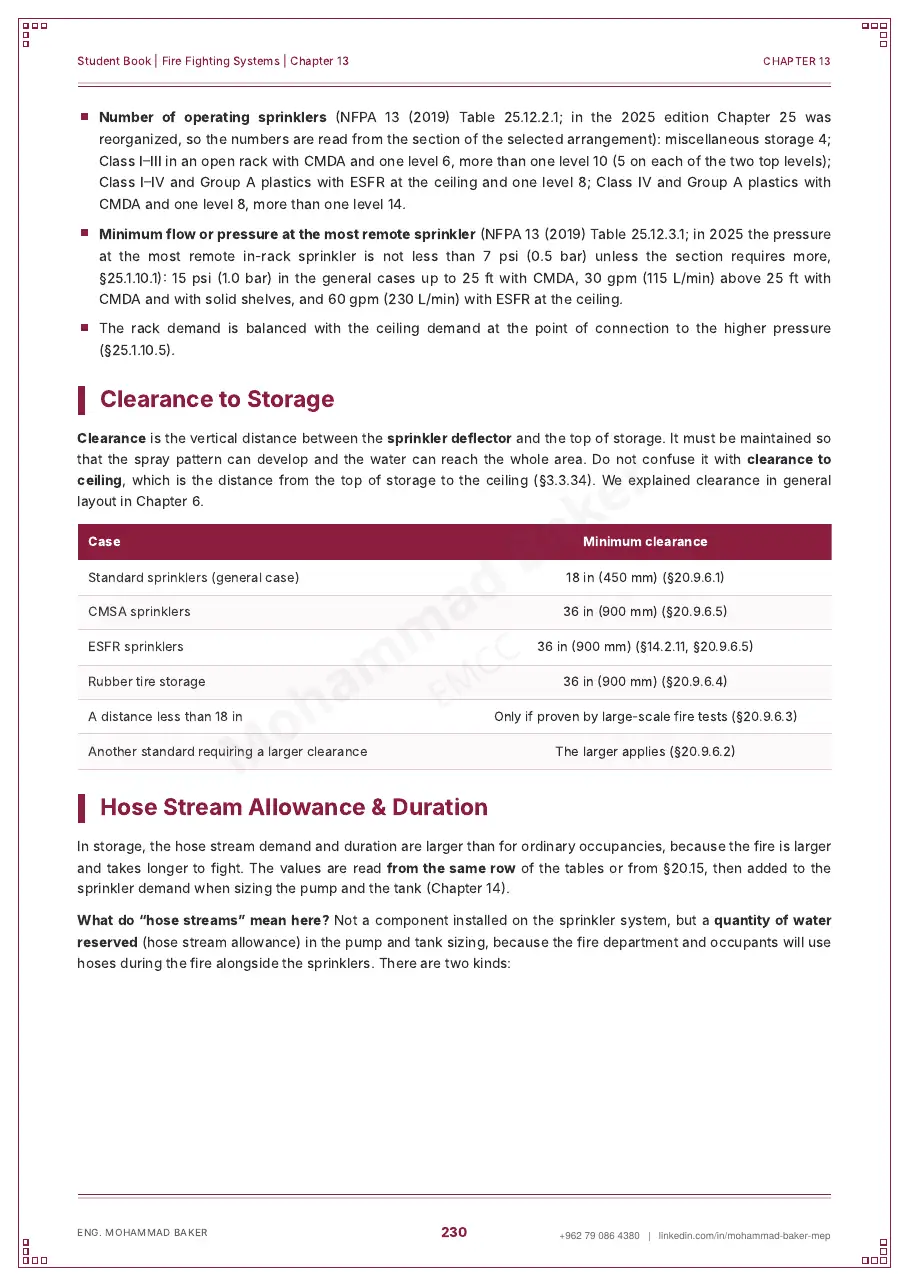 Student Book | Fire Fighting Systems | Chapter 13
CHAPTER 13
Number of operating sprinklers (NFPA 13 (2019) Table 25.12.2.1; in the 2025 edition Chapter 25 was
reorganized, so the numbers are read from the section of the selected arrangement): miscellaneous storage 4;
Class I–III in an open rack with CMDA and one level 6, more than one level 10 (5 on each of the two top levels);
Class I–IV and Group A plastics with ESFR at the ceiling and one level 8; Class IV and Group A plastics with
CMDA and one level 8, more than one level 14.
Minimum flow or pressure at the most remote sprinkler (NFPA 13 (2019) Table 25.12.3.1; in 2025 the pressure
at the most remote in-rack sprinkler is not less than 7 psi (0.5 bar) unless the section requires more,
§25.1.10.1): 15 psi (1.0 bar) in the general cases up to 25 ft with CMDA, 30 gpm (115 L/min) above 25 ft with
CMDA and with solid shelves, and 60 gpm (230 L/min) with ESFR at the ceiling.
The rack demand is balanced with the ceiling demand at the point of connection to the higher pressure
(§25.1.10.5).
Clearance to Storage
Clearance is the vertical distance between the sprinkler deflector and the top of storage. It must be maintained so
that the spray pattern can develop and the water can reach the whole area. Do not confuse it with clearance to
ceiling, which is the distance from the top of storage to the ceiling (§3.3.34). We explained clearance in general
layout in Chapter 6.
Case Minimum clearance
Standard sprinklers (general case) 18 in (450 mm) (§20.9.6.1)
CMSA sprinklers 36 in (900 mm) (§20.9.6.5)
ESFR sprinklers 36 in (900 mm) (§14.2.11, §20.9.6.5)
Rubber tire storage 36 in (900 mm) (§20.9.6.4)
A distance less than 18 in Only if proven by large-scale fire tests (§20.9.6.3)
Another standard requiring a larger clearance The larger applies (§20.9.6.2)
Mohammad Baker
EMCC
Hose Stream Allowance & Duration
In storage, the hose stream demand and duration are larger than for ordinary occupancies, because the fire is larger
and takes longer to fight. The values are read from the same row of the tables or from §20.15, then added to the
sprinkler demand when sizing the pump and the tank (Chapter 14).
What do “hose streams” mean here? Not a component installed on the sprinkler system, but a quantity of water
reserved (hose stream allowance) in the pump and tank sizing, because the fire department and occupants will use
hoses during the fire alongside the sprinklers. There are two kinds:
ENG. MOHAMMAD BAKER
230
+962 79 086 4380 | linkedin.com/in/mohammad-baker-mep